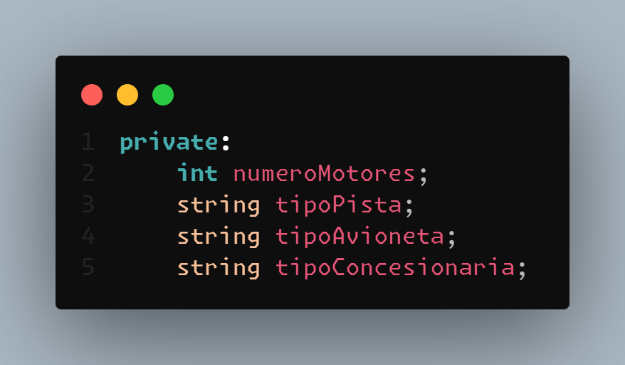 1 private:
2     int numeroMotores;
3     string tipoPista;
4     string tipoAvioneta;
5     string tipoConcesionaria;